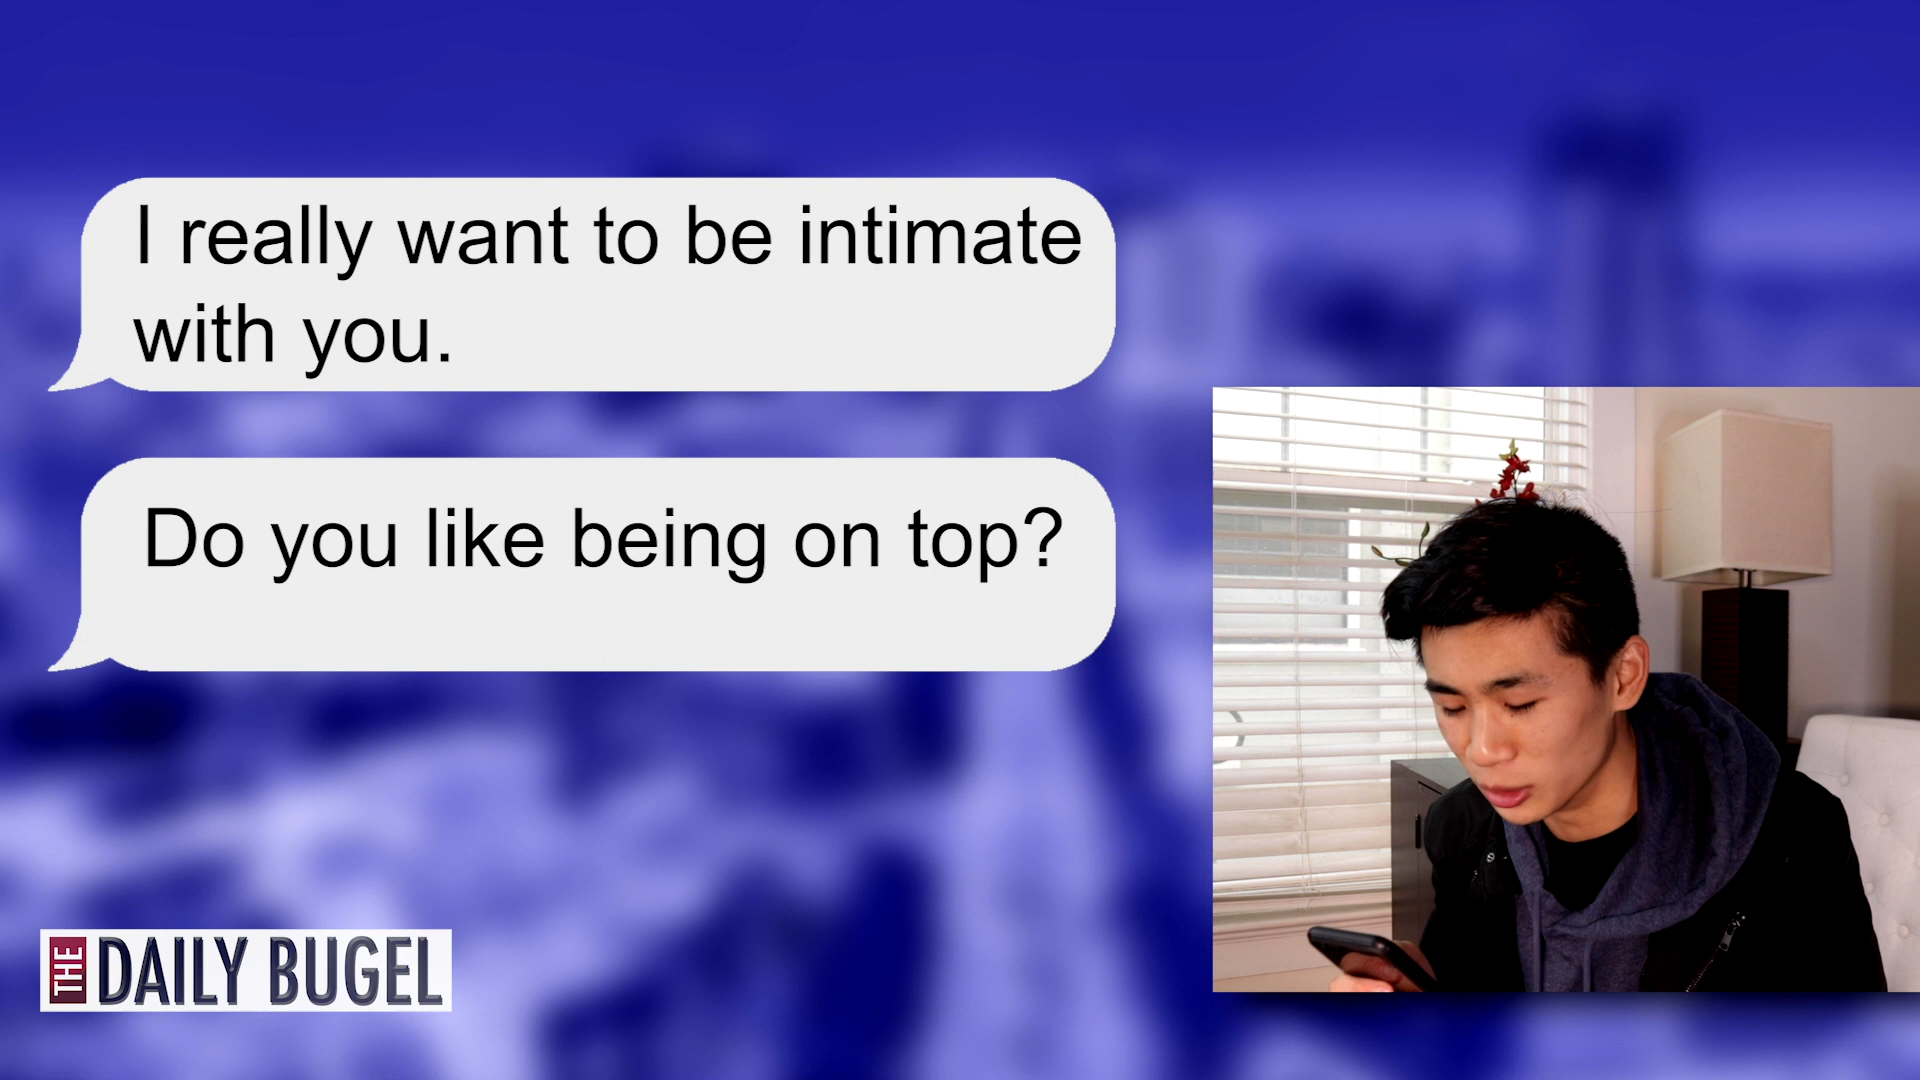 I really want to be intimate
with you.
Do you like being on top?
THE DAILY BUGEL